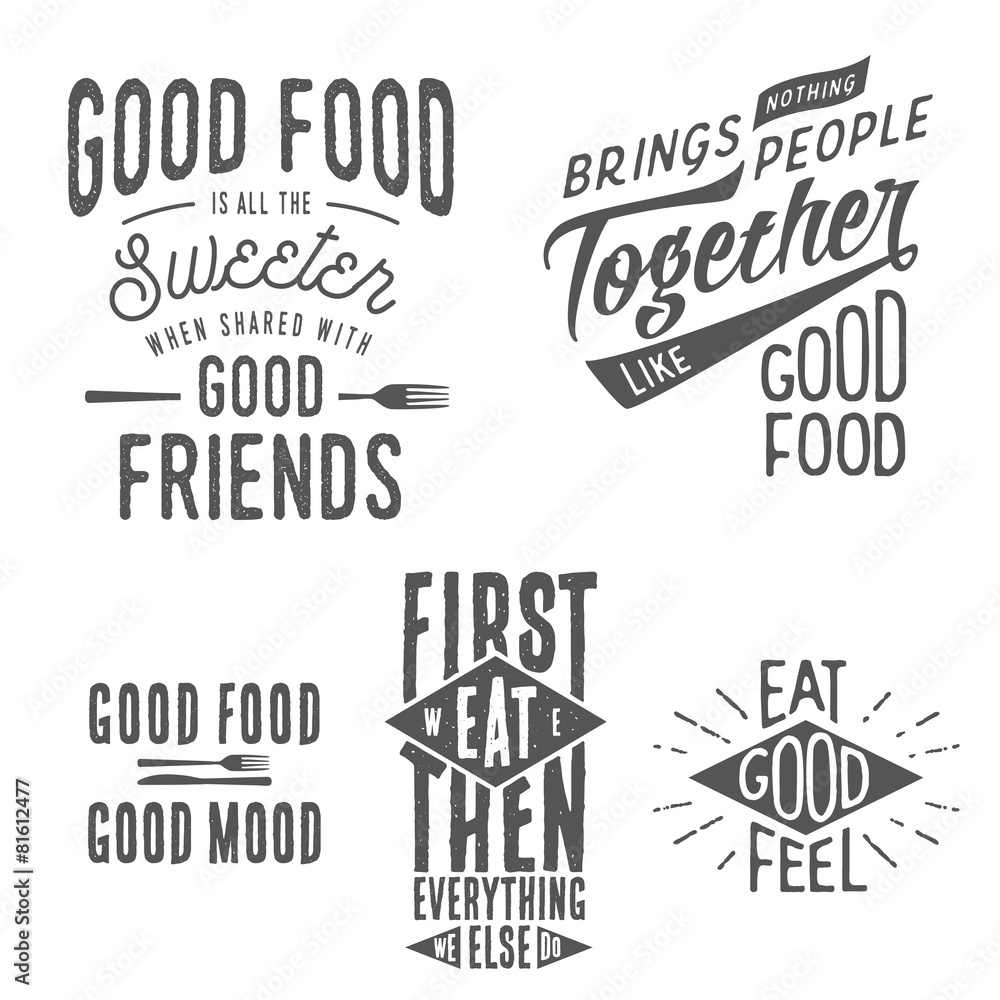 GOOD FOOD
IS ALL THE
Sweeter
WHEN SHARED WITH
GOOD
FRIENDS
NOTHING
BRINGS PEOPLE
Together
LIKE
GOOD
FOOD
GOOD FOOD
GOOD MOOD
FIRST
WE EAT
THEN
EVERYTHING
WE ELSE DO
EAT
GOOD
FEEL
Adobe Stock | #81612477